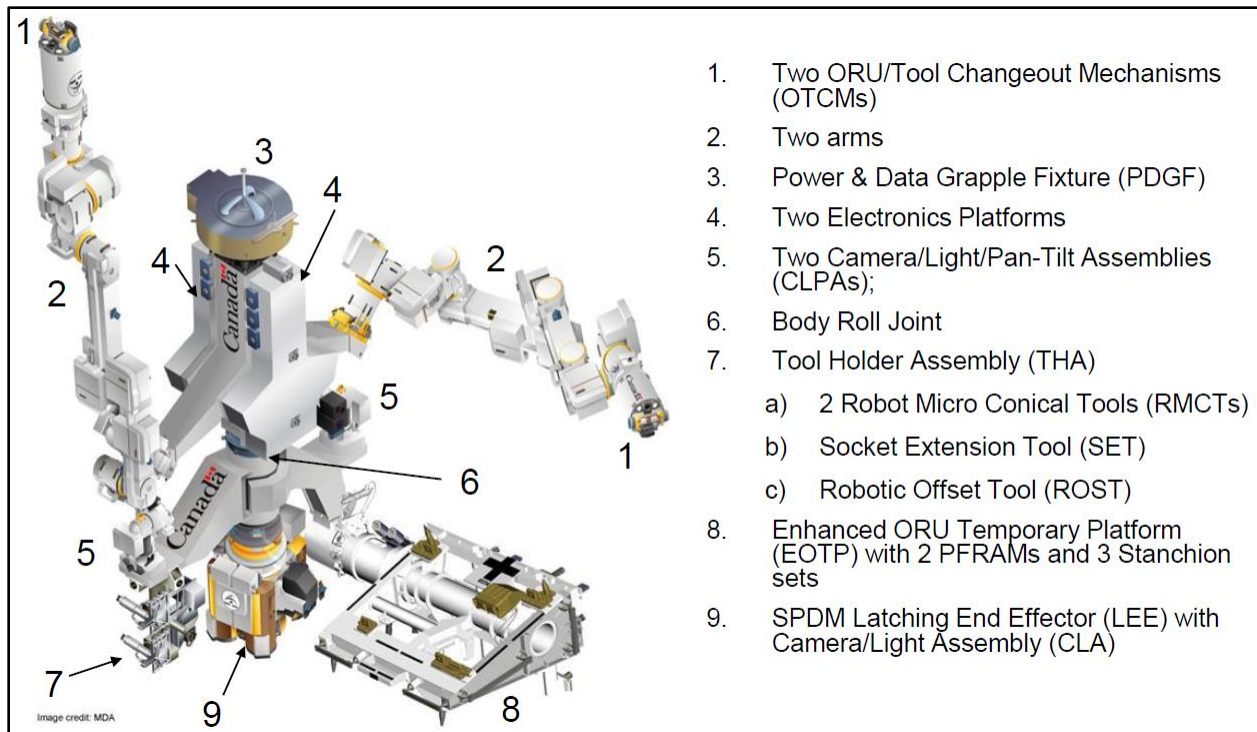 1
3
4
4
2
2
5
1
6
5
7
9
8
Canada
Canada
Canada
Image credit: MDA
1. Two ORU/Tool Changeout Mechanisms
(OTCMs)
2. Two arms
3. Power & Data Grapple Fixture (PDGF)
4. Two Electronics Platforms
5. Two Camera/Light/Pan-Tilt Assemblies
(CLPAs);
6. Body Roll Joint
7. Tool Holder Assembly (THA)
a) 2 Robot Micro Conical Tools (RMCTs)
b) Socket Extension Tool (SET)
c) Robotic Offset Tool (ROST)
8. Enhanced ORU Temporary Platform
(EOTP) with 2 PFRAMs and 3 Stanchion
sets
9. SPDM Latching End Effector (LEE) with
Camera/Light Assembly (CLA)